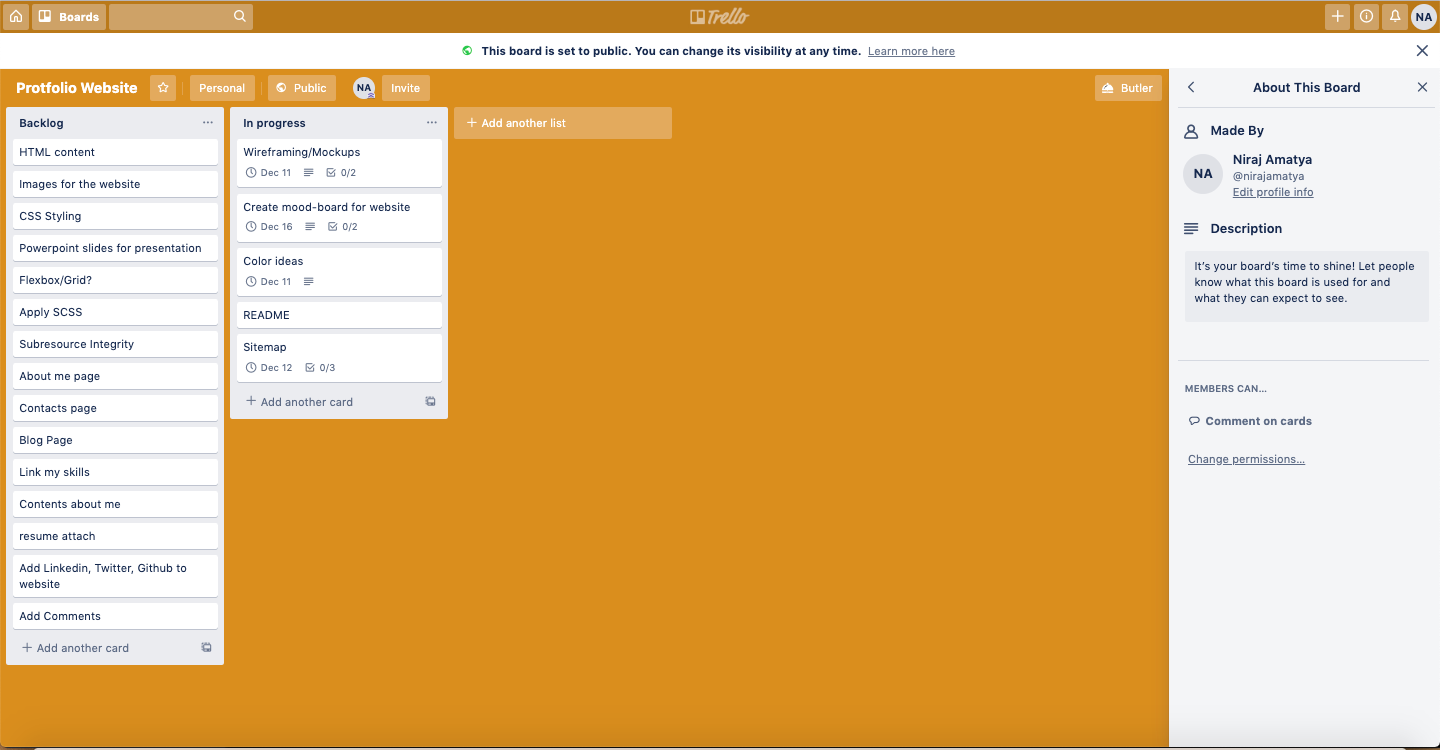 Boards
Trello
NA
This board is set to public. You can change its visibility at any time. Learn more here
Protfolio Website
Personal
Public
NA
Invite
Butler
Backlog
HTML content
Images for the website
CSS Styling
Powerpoint slides for presentation
Flexbox/Grid?
Apply SCSS
Subresource Integrity
About me page
Contacts page
Blog Page
Link my skills
Contents about me
resume attach
Add Linkedin, Twitter, Github to
website
Add Comments
Add another card
In progress
Wireframing/Mockups
Dec 11 0/2
Create mood-board for website
Dec 16 0/2
Color ideas
Dec 11
README
Sitemap
Dec 12 0/3
Add another card
Add another list
About This Board
Made By
NA
Niraj Amatya
@nirajamatya
Edit profile info
Description
It's your board's time to shine! Let people
know what this board is used for and
what they can expect to see.
MEMBERS CAN...
Comment on cards
Change permissions...